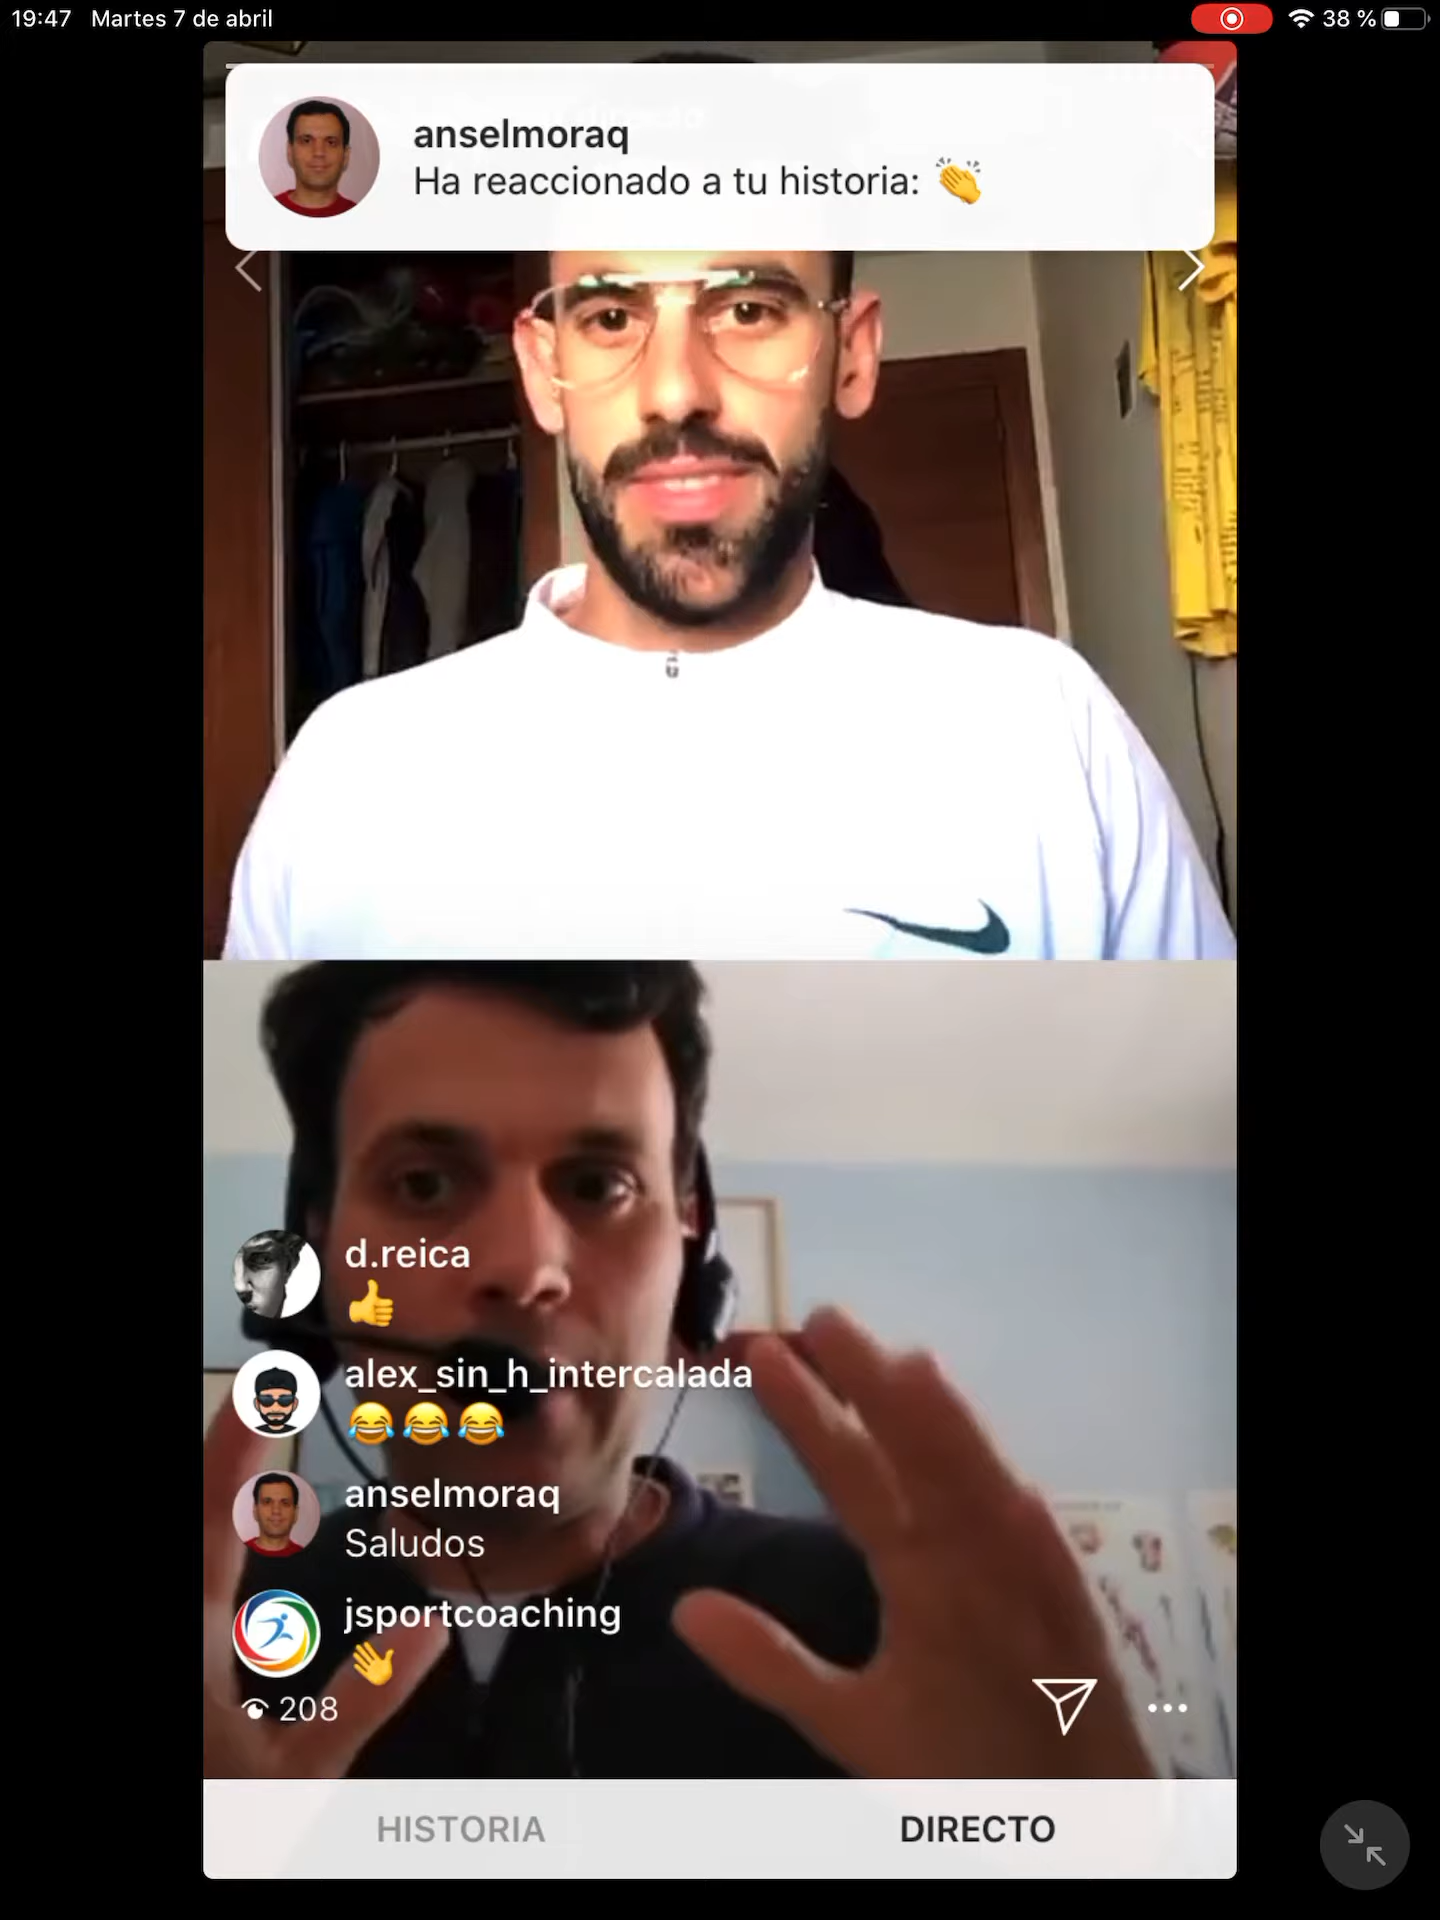 19:47 Martes 7 de abril
38 %
anselmoraq
Ha reaccionado a tu historia: 👏
d.reica
👍
alex_sin_h_intercalada
😂😂😂
anselmoraq
Saludos
jsportcoaching
👋
208
HISTORIA
DIRECTO